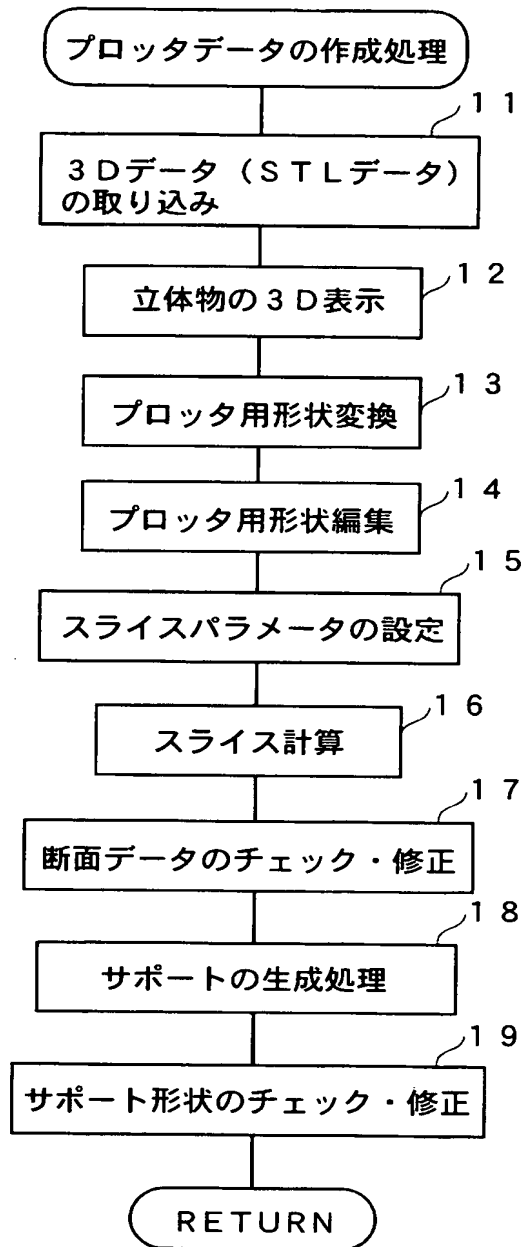 プロッタデータの作成処理
１１
３Ｄデータ（ＳＴＬデータ）
の取り込み
１２
立体物の３Ｄ表示
１３
プロッタ用形状変換
１４
プロッタ用形状編集
１５
スライスパラメータの設定
１６
スライス計算
１７
断面データのチェック・修正
１８
サポートの生成処理
１９
サポート形状のチェック・修正
ＲＥＴＵＲＮ